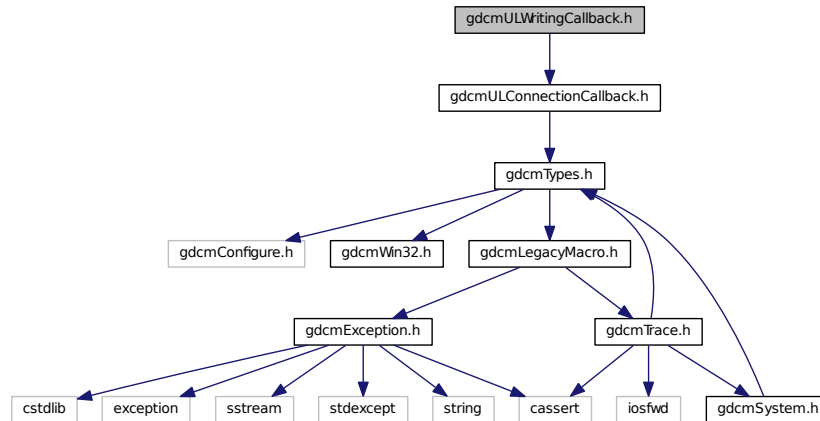 gdcmULWritingCallback.h
gdcmULConnectionCallback.h
gdcmTypes.h
gdcmConfigure.h
gdcmWin32.h
gdcmLegacyMacro.h
gdcmException.h
gdcmTrace.h
cstdlib
exception
sstream
stdexcept
string
cassert
iosfwd
gdcmSystem.h